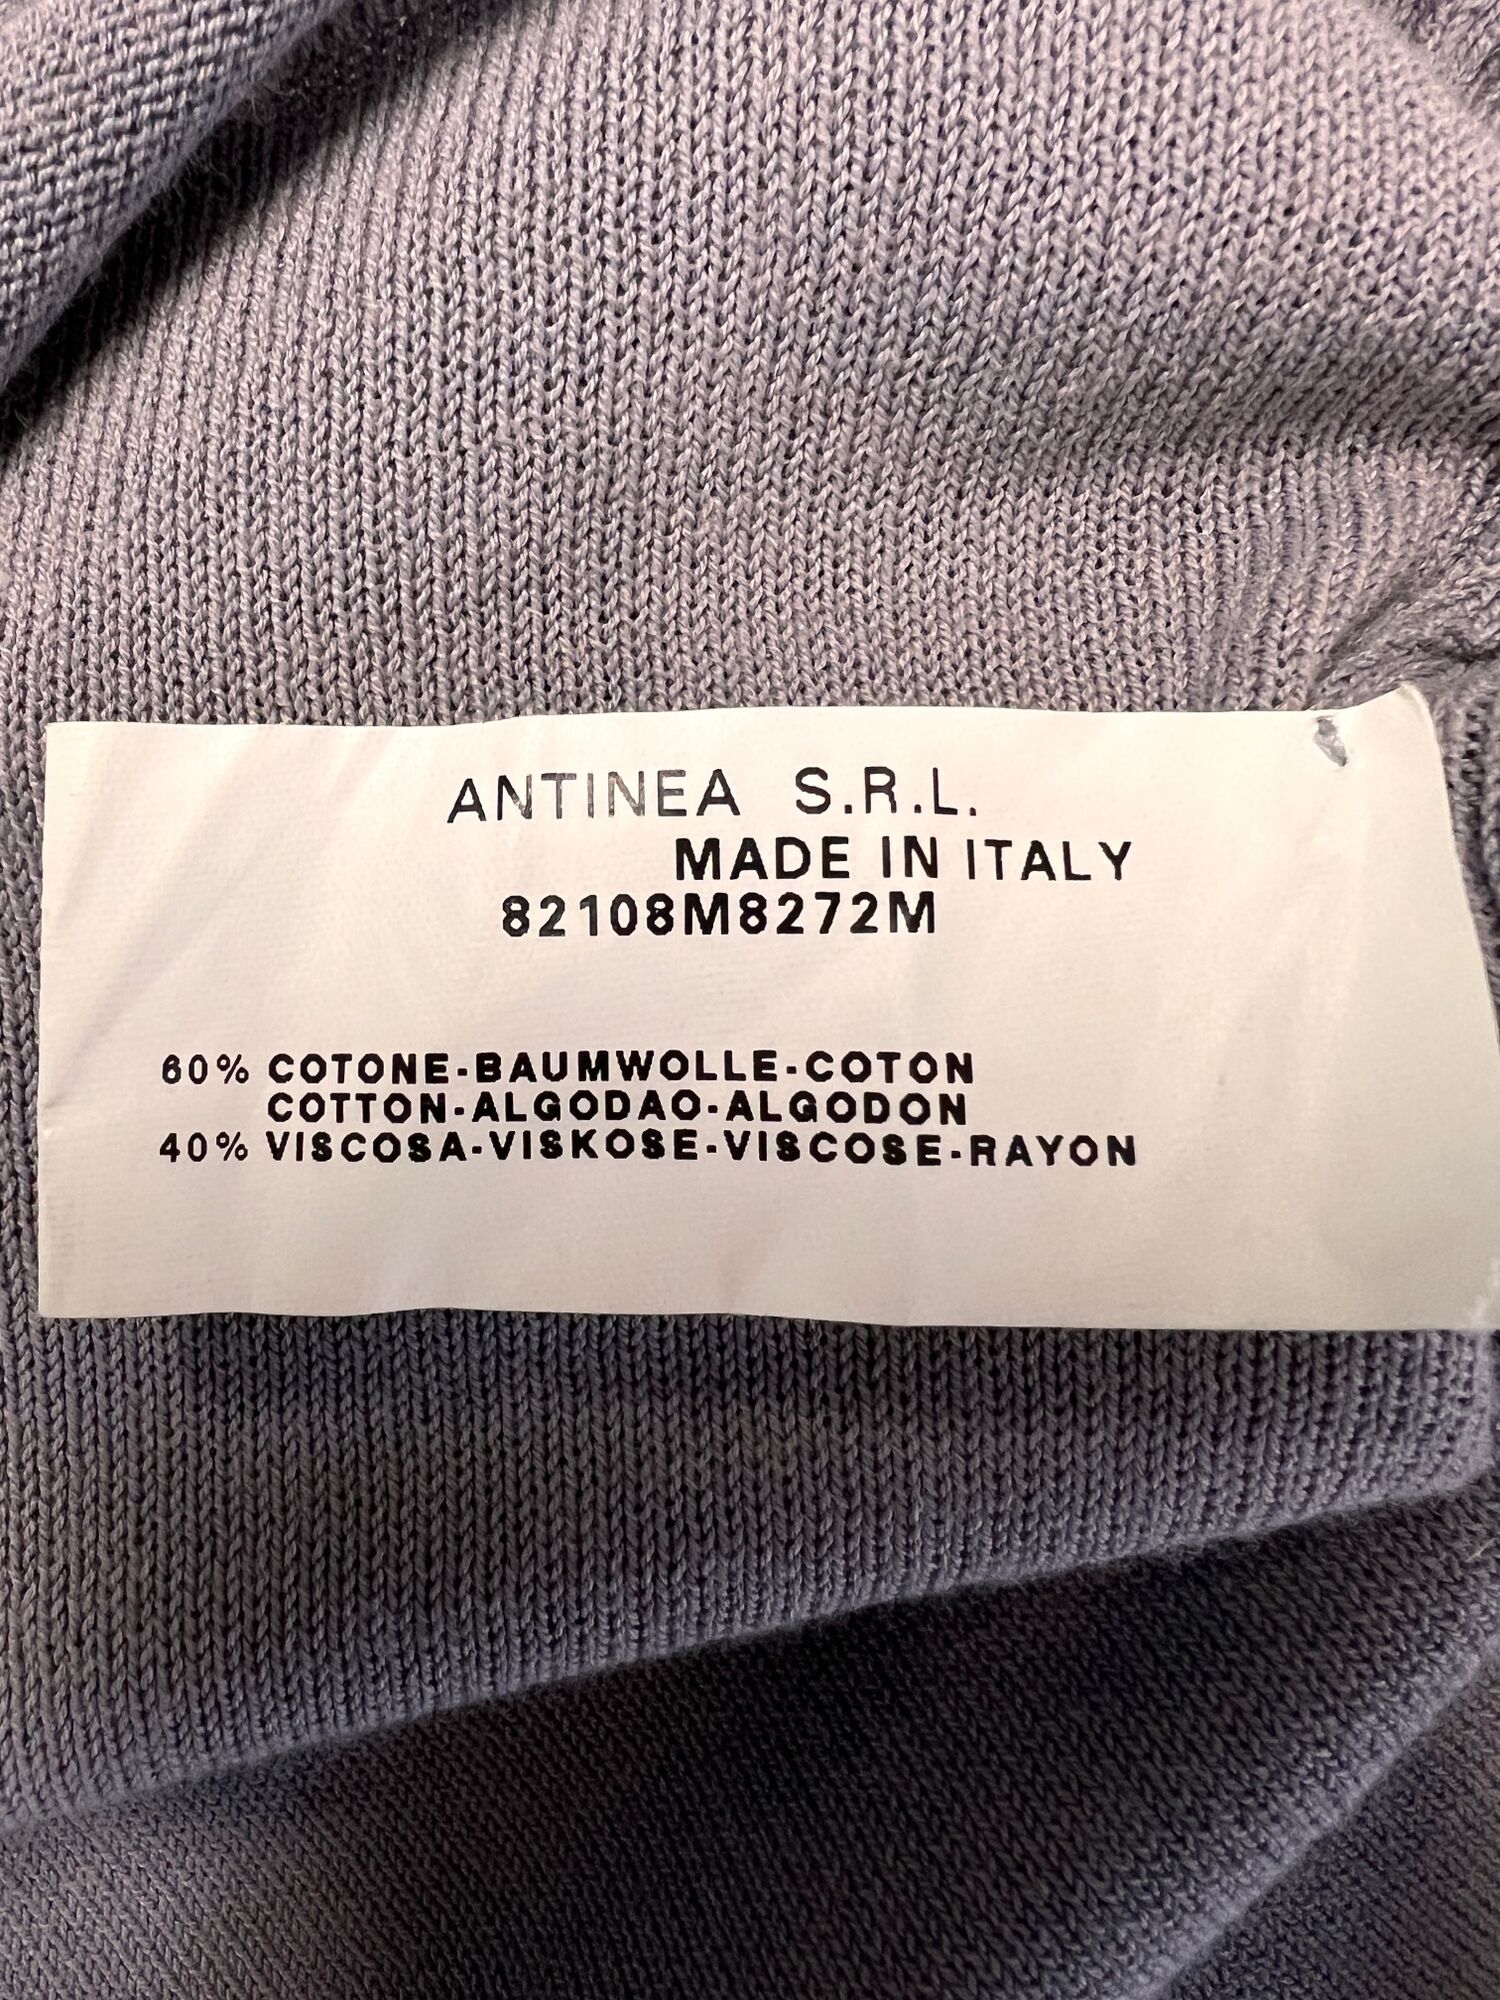 ANTINEA S.R.L.
MADE IN ITALY
82108M8272M
60% COTONE-BAUMWOLLE-COTON
COTTON-ALGODAO-ALGODON
40% VISCOSA-VISKOSE-VISCOSE-RAYON